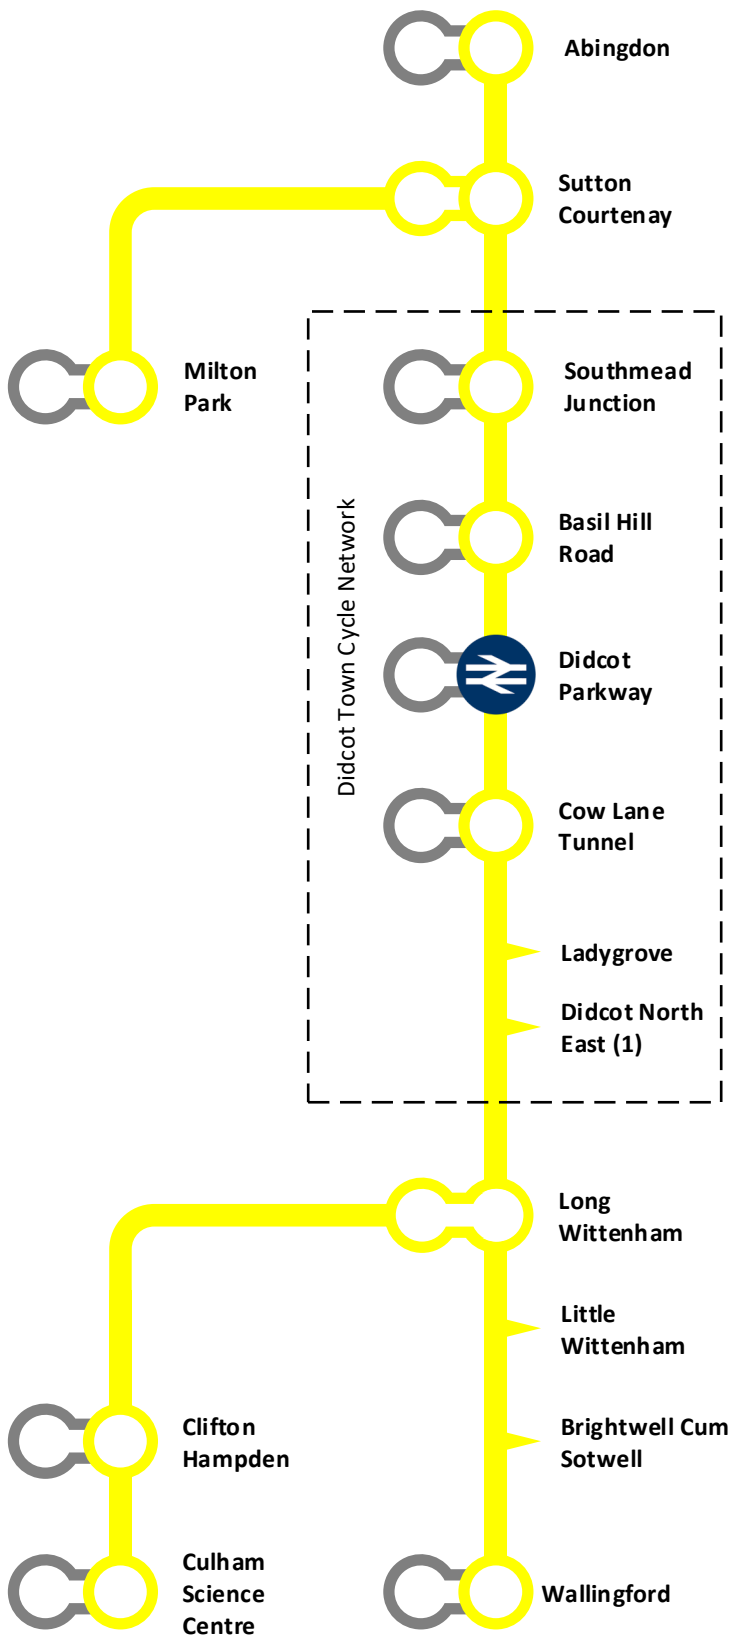 Abingdon
Sutton
Courtenay
Milton
Park
Southmead
Junction
Didcot Town Cycle Network
Basil Hill
Road
Didcot
Parkway
Cow Lane
Tunnel
Ladygrove
Didcot North
East (1)
Long
Wittenham
Little
Wittenham
Clifton
Hampden
Brightwell Cum
Sotwell
Culham
Science
Centre
Wallingford